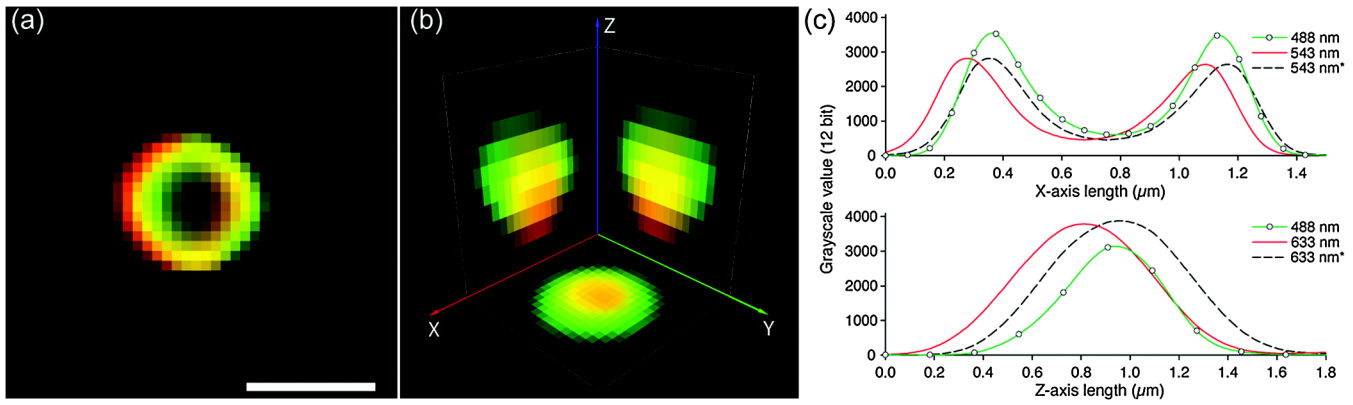 (a)
(b)
Z
X
Y
(c)
4000
3000
2000
1000
0
488 nm
543 nm
543 nm*
0.0 0.2 0.4 0.6 0.8 1.0 1.2 1.4
X-axis length (µm)
Grayscale value (12 bit)
4000
3000
2000
1000
0
488 nm
633 nm
633 nm*
0.0 0.2 0.4 0.6 0.8 1.0 1.2 1.4 1.6 1.8
Z-axis length (µm)